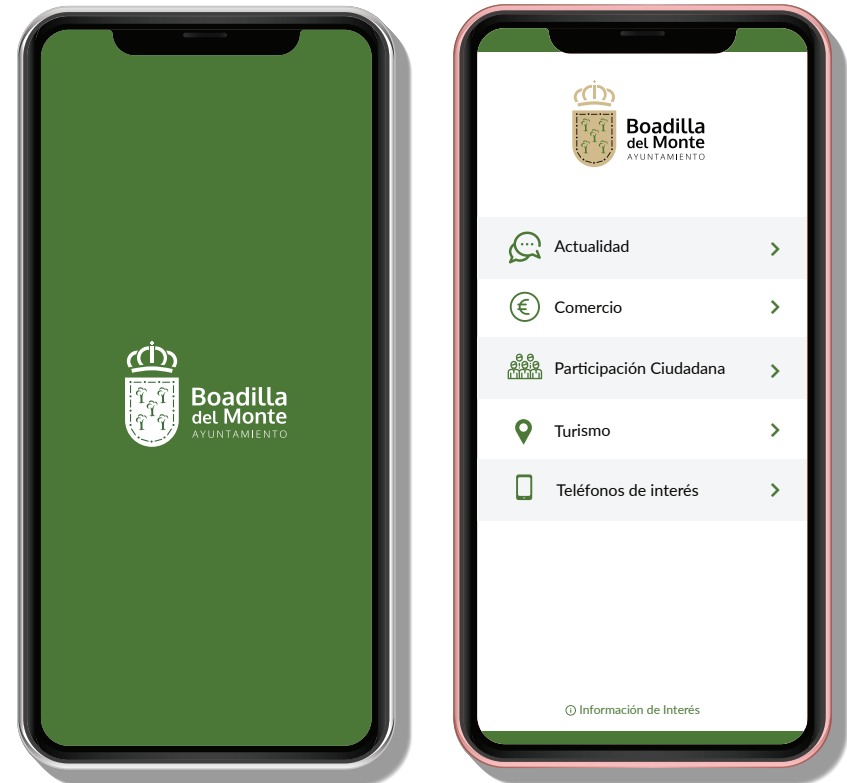 Boadilla
del Monte
AYUNTAMIENTO
Boadilla
del Monte
AYUNTAMIENTO
Actualidad
Comercio
Participación Ciudadana
Turismo
Teléfonos de interés
Información de Interés